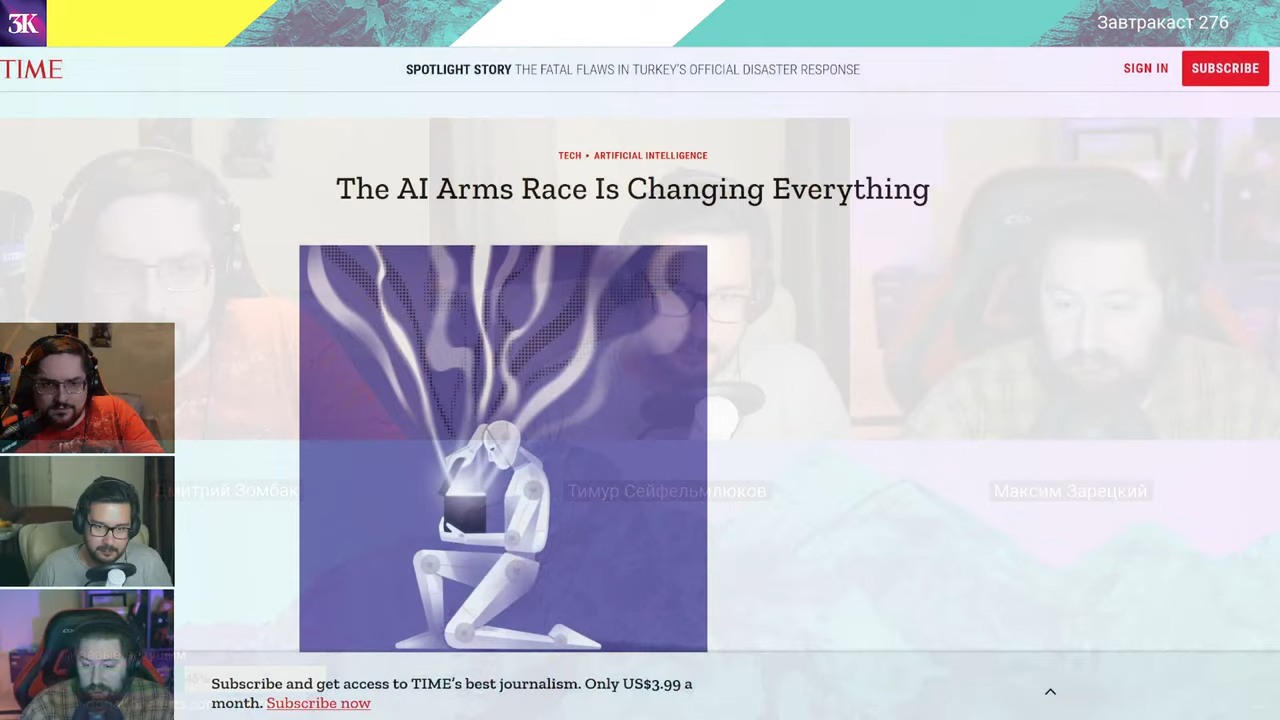 3K
Завтракаст 276
TIME
SPOTLIGHT STORY THE FATAL FLAWS IN TURKEY'S OFFICIAL DISASTER RESPONSE
SIGN IN
SUBSCRIBE
TECH • ARTIFICIAL INTELLIGENCE
The AI Arms Race Is Changing Everything
Дмитрий Зомбак
Тимур Сейфельмлюков
Максим Зарецкий
Subscribe and get access to TIME's best journalism. Only US$3.99 a
month. Subscribe now